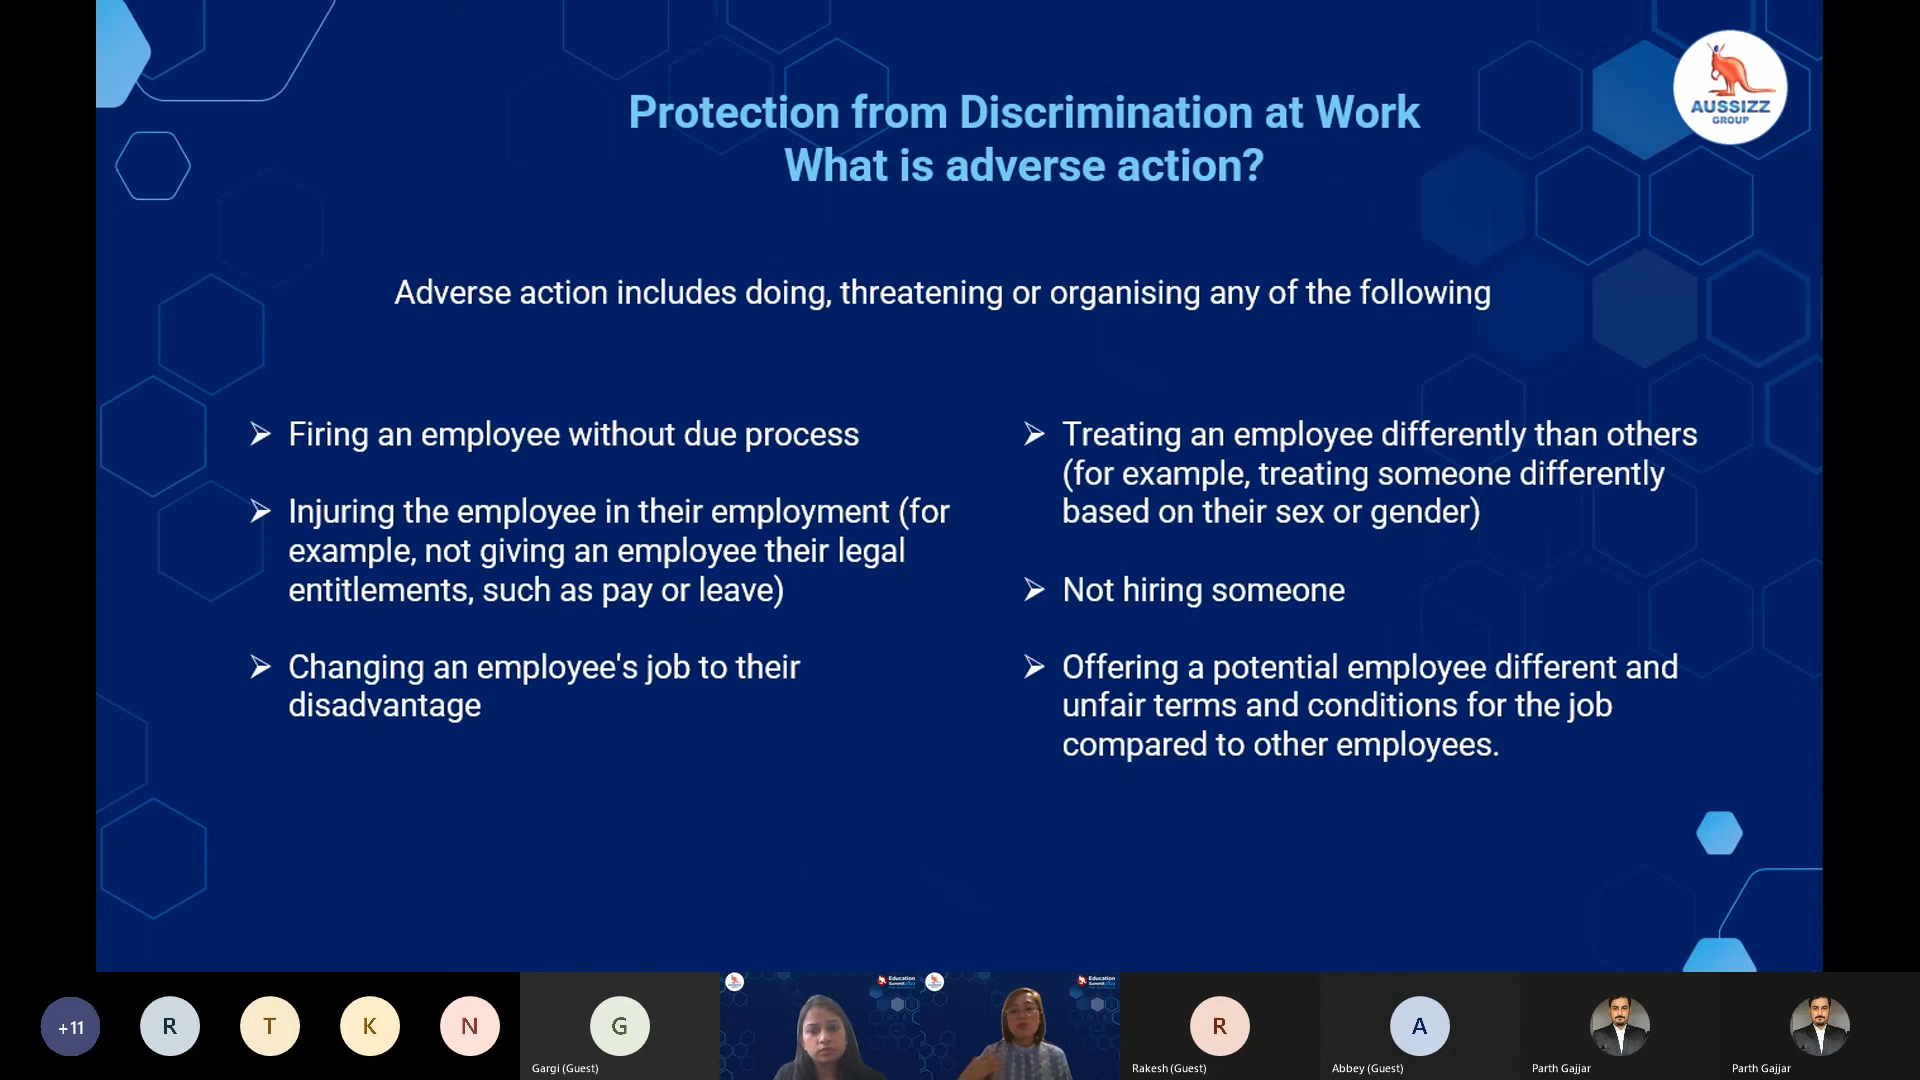 AUSSIZZ
GROUP
Protection from Discrimination at Work
What is adverse action?
Adverse action includes doing, threatening or organising any of the following
➢ Firing an employee without due process
➢ Injuring the employee in their employment (for
example, not giving an employee their legal
entitlements, such as pay or leave)
➢ Changing an employee's job to their
disadvantage
➢ Treating an employee differently than others
(for example, treating someone differently
based on their sex or gender)
➢ Not hiring someone
➢ Offering a potential employee different and
unfair terms and conditions for the job
compared to other employees.
+11
R
T
K
N
G
Gargi (Guest)
Education
Summit
Education
Summit
R
Rakesh (Guest)
A
Abbey (Guest)
Parth Gajjar
Parth Gajjar